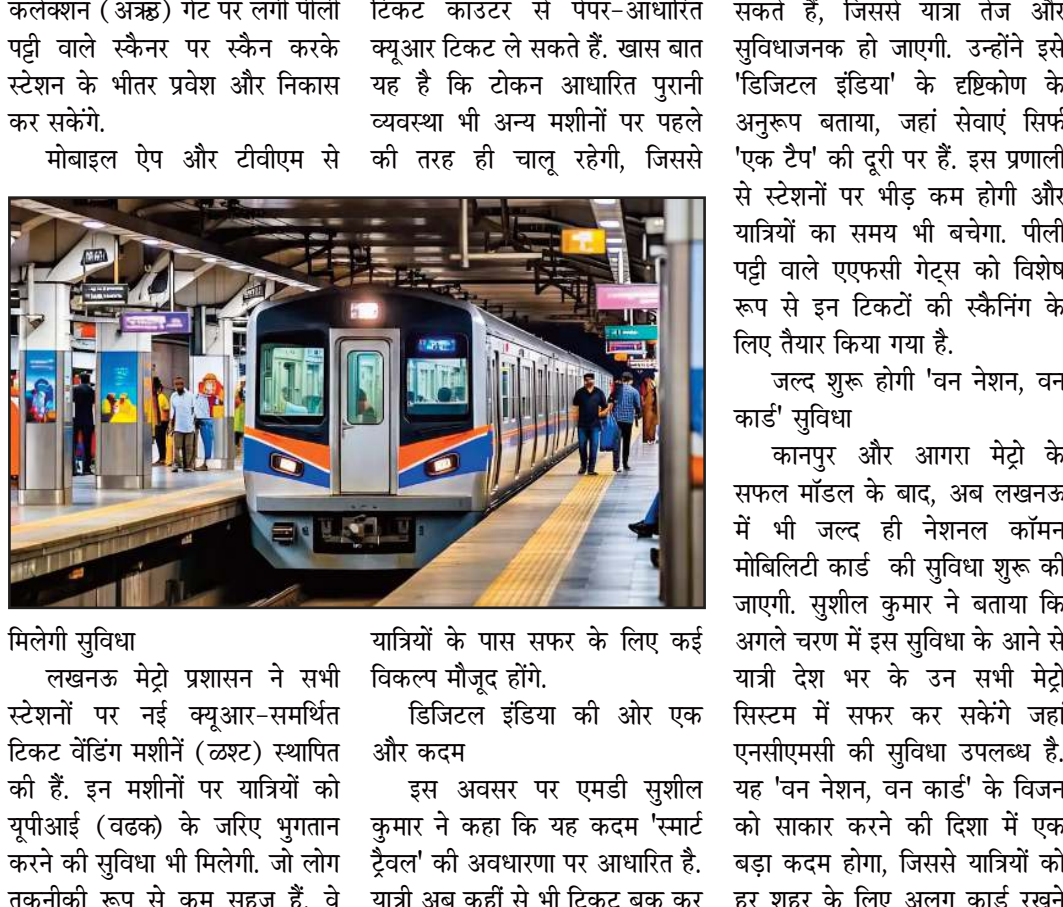 कलेक्शन (अऋह) गेट पर लगी पीली
पट्टी वाले स्कैनर पर स्कैन करके
स्टेशन के भीतर प्रवेश और निकास
कर सकेंगे.
मोबाइल ऐप और टीवीएम से
मिलेगी सुविधा
लखनऊ मेट्रो प्रशासन ने सभी
स्टेशनों पर नई क्यूआर-समर्थित
टिकट वेंडिंग मशीनें (ळश्ट) स्थापित
की हैं. इन मशीनों पर यात्रियों को
यूपीआई (वढक) के जरिए भुगतान
करने की सुविधा भी मिलेगी. जो लोग
तकनीकी रूप से कम सहज हैं, वे
टिकट काउंटर से पेपर-आधारित
क्यूआर टिकट ले सकते हैं. खास बात
यह है कि टोकन आधारित पुरानी
व्यवस्था भी अन्य मशीनों पर पहले
की तरह ही चालू रहेगी, जिससे
यात्रियों के पास सफर के लिए कई
विकल्प मौजूद होंगे.
डिजिटल इंडिया की ओर एक
और कदम
इस अवसर पर एमडी सुशील
कुमार ने कहा कि यह कदम 'स्मार्ट
ट्रैवल' की अवधारणा पर आधारित है.
यात्री अब कहीं से भी टिकट बुक कर
सकते हैं, जिससे यात्रा तेज और
सुविधाजनक हो जाएगी. उन्होंने इसे
'डिजिटल इंडिया' के दृष्टिकोण के
अनुरूप बताया, जहां सेवाएं सिर्फ
'एक टैप' की दूरी पर हैं. इस प्रणाली
से स्टेशनों पर भीड़ कम होगी और
यात्रियों का समय भी बचेगा. पीली
पट्टी वाले एएफसी गेट्स को विशेष
रूप से इन टिकटों की स्कैनिंग के
लिए तैयार किया गया है.
जल्द शुरू होगी 'वन नेशन, वन
कार्ड' सुविधा
कानपुर और आगरा मेट्रो के
सफल मॉडल के बाद, अब लखनऊ
में भी जल्द ही नेशनल कॉमन
मोबिलिटी कार्ड की सुविधा शुरू की
जाएगी. सुशील कुमार ने बताया कि
अगले चरण में इस सुविधा के आने से
यात्री देश भर के उन सभी मेट्रो
सिस्टम में सफर कर सकेंगे जहां
एनसीएमसी की सुविधा उपलब्ध है.
यह 'वन नेशन, वन कार्ड' के विजन
को साकार करने की दिशा में एक
बड़ा कदम होगा, जिससे यात्रियों को
हर शहर के लिए अलग कार्ड रखने